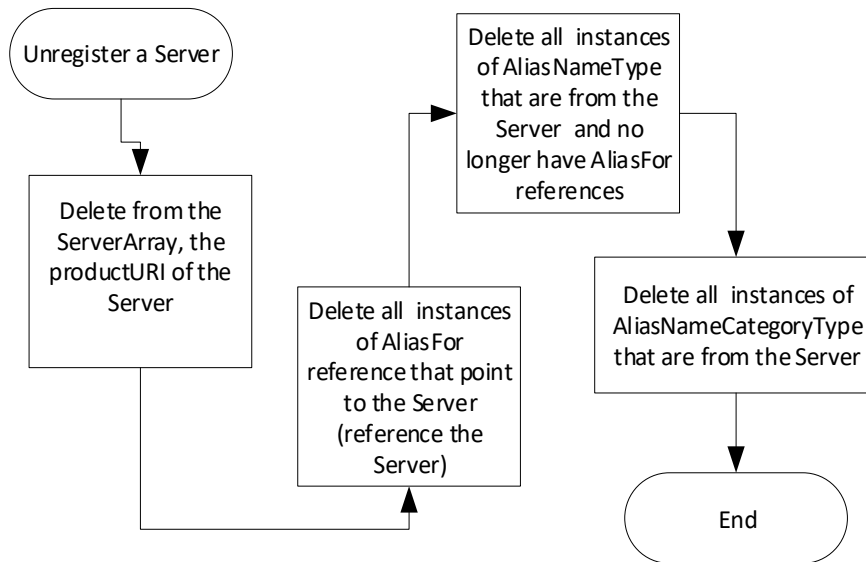 Unregister a Server
Delete from the
ServerArray, the
productURI of the
Server
Delete all instances
of AliasFor
reference that point
to the Server
(reference the
Server)
Delete all instances
of AliasNameType
that are from the
Server and no
longer have AliasFor
references
Delete all instances of
AliasNameCategoryType
that are from the Server
End